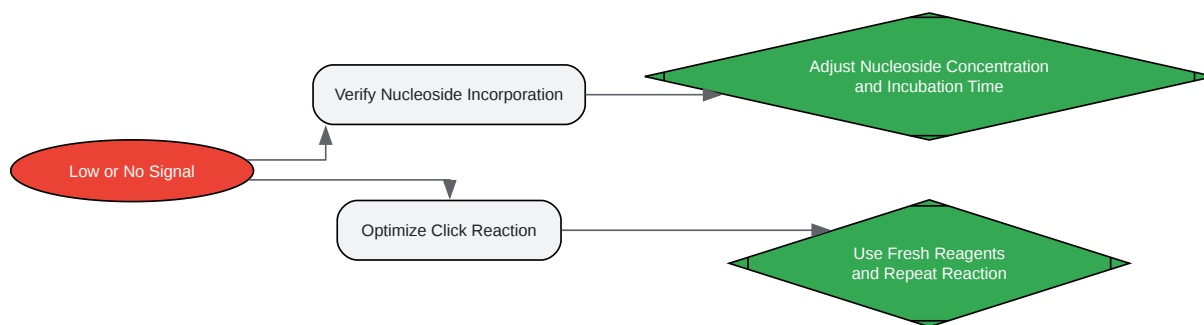 Low or No Signal
Verify Nucleoside Incorporation
Adjust Nucleoside Concentration
and Incubation Time
Optimize Click Reaction
Use Fresh Reagents
and Repeat Reaction